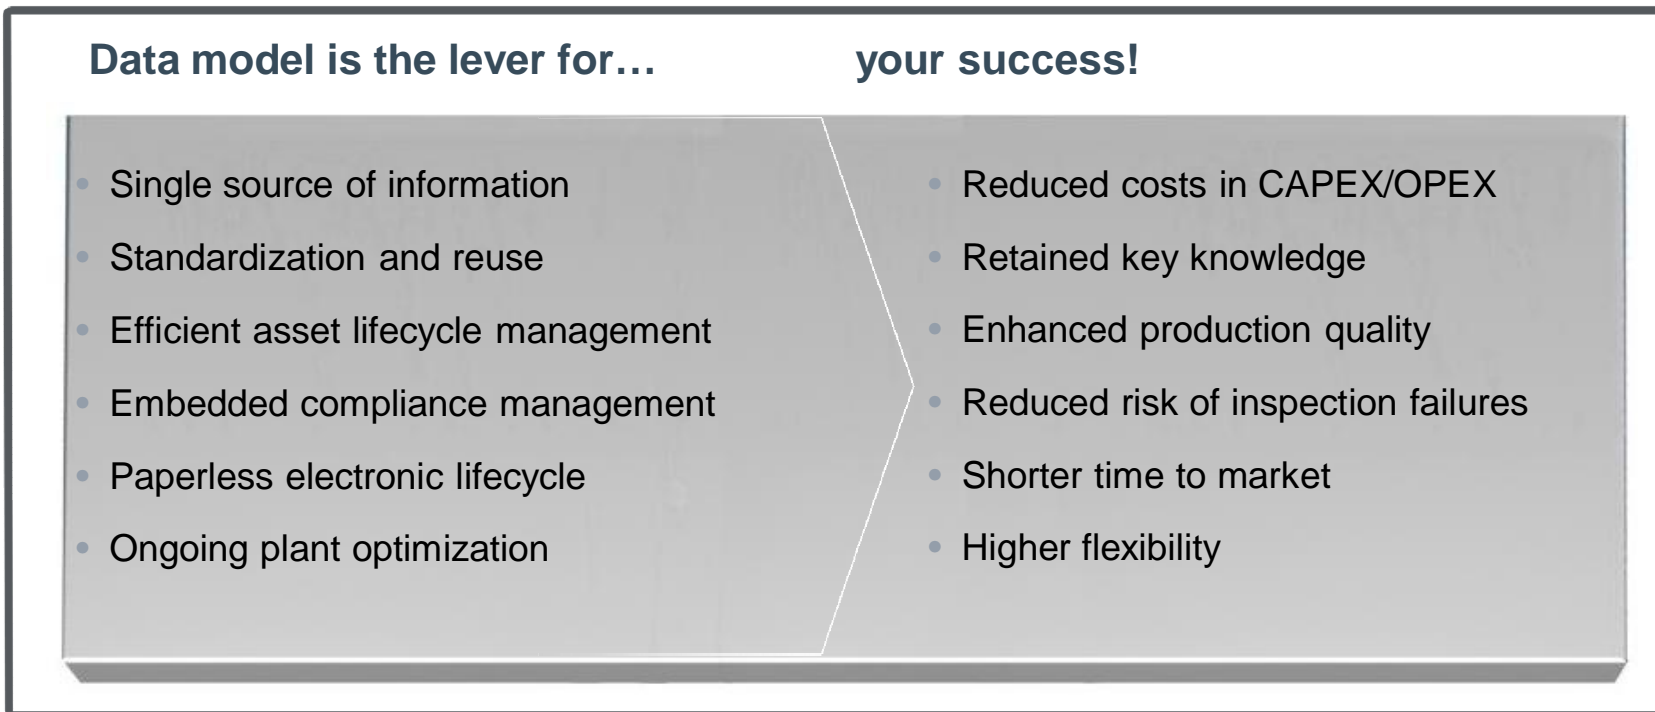 Data model is the lever for… your success!
• Single source of information
• Standardization and reuse
• Efficient asset lifecycle management
• Embedded compliance management
• Paperless electronic lifecycle
• Ongoing plant optimization
• Reduced costs in CAPEX/OPEX
• Retained key knowledge
• Enhanced production quality
• Reduced risk of inspection failures
• Shorter time to market
• Higher flexibility